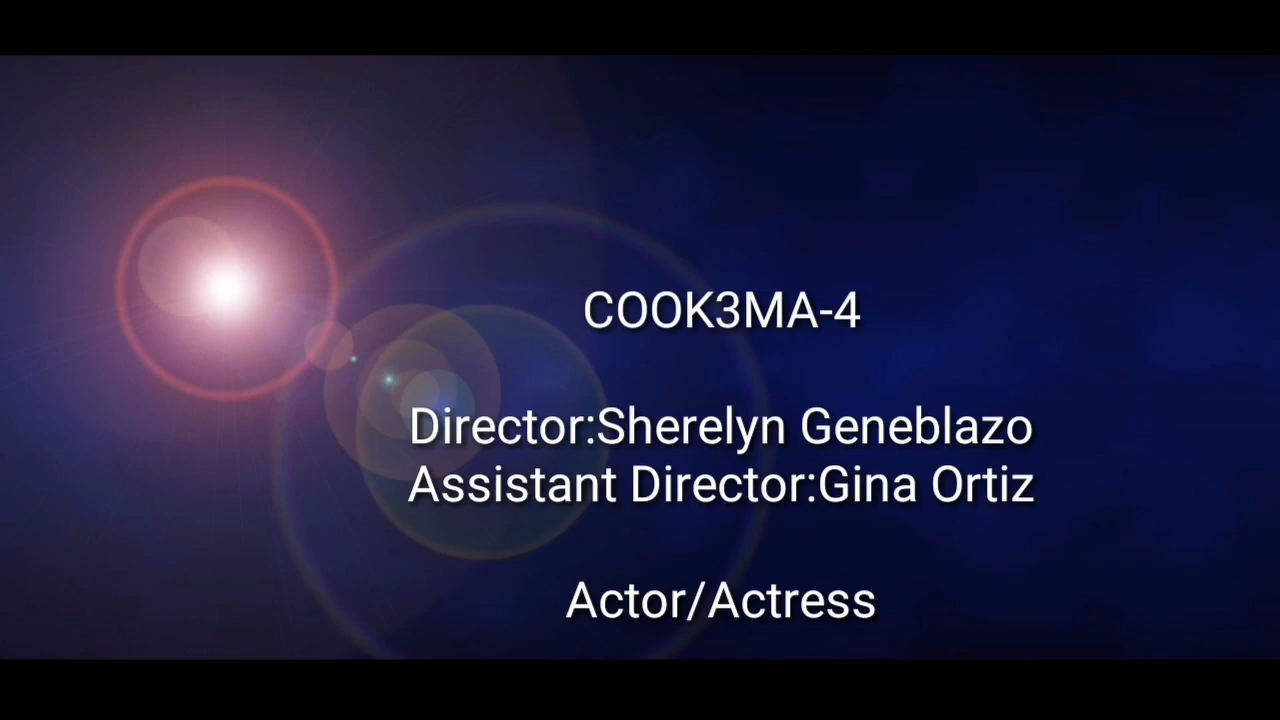 COOK3MA-4
Director:Sherelyn Geneblazo
Assistant Director:Gina Ortiz
Actor/Actress